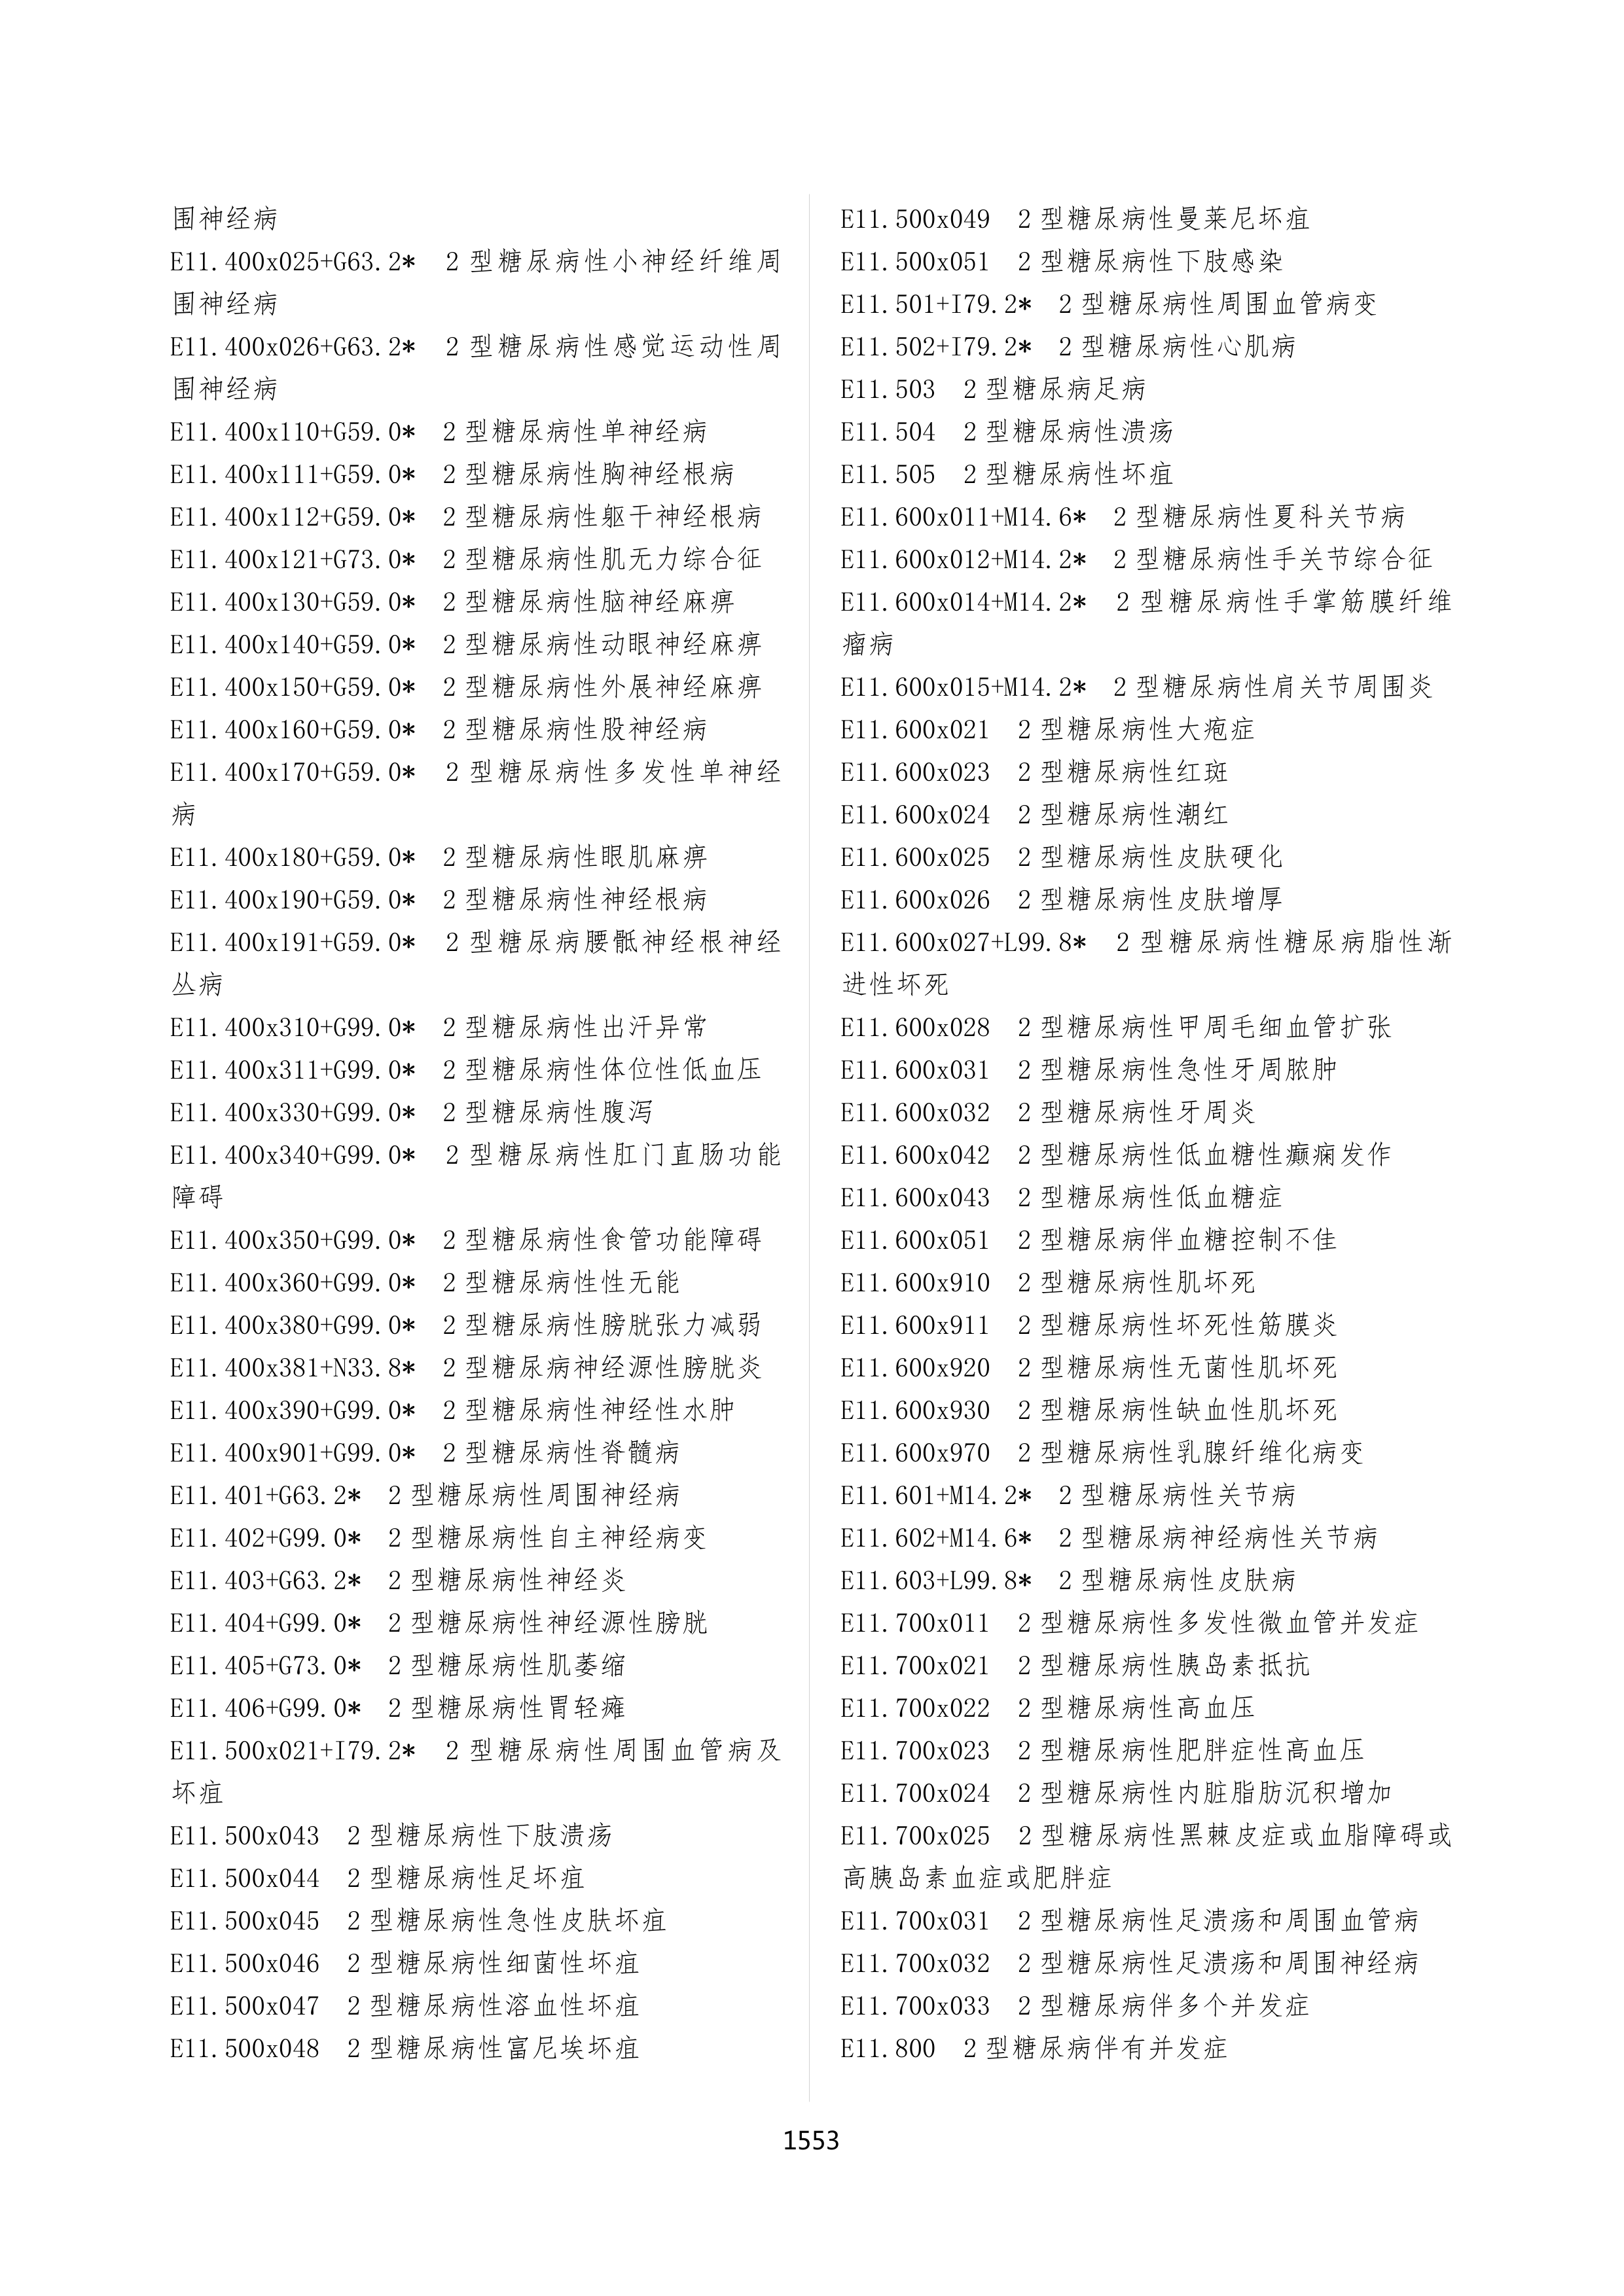 围神经病
E11.400x025+G63.2* 2型糖尿病性小神经纤维周
围神经病
E11.400x026+G63.2* 2型糖尿病性感觉运动性周
围神经病
E11.400x110+G59.0* 2型糖尿病性单神经病
E11.400x111+G59.0* 2型糖尿病性胸神经根病
E11.400x112+G59.0* 2型糖尿病性躯干神经根病
E11.400x121+G73.0* 2型糖尿病性肌无力综合征
E11.400x130+G59.0* 2型糖尿病性脑神经麻痹
E11.400x140+G59.0* 2型糖尿病性动眼神经麻痹
E11.400x150+G59.0* 2型糖尿病性外展神经麻痹
E11.400x160+G59.0* 2型糖尿病性股神经病
E11.400x170+G59.0* 2型糖尿病性多发性单神经
病
E11.400x180+G59.0* 2型糖尿病性眼肌麻痹
E11.400x190+G59.0* 2型糖尿病性神经根病
E11.400x191+G59.0* 2型糖尿病腰骶神经根神经
丛病
E11.400x310+G99.0* 2型糖尿病性出汗异常
E11.400x311+G99.0* 2型糖尿病性体位性低血压
E11.400x330+G99.0* 2型糖尿病性腹泻
E11.400x340+G99.0* 2型糖尿病性肛门直肠功能
障碍
E11.400x350+G99.0* 2型糖尿病性食管功能障碍
E11.400x360+G99.0* 2型糖尿病性性无能
E11.400x380+G99.0* 2型糖尿病性膀胱张力减弱
E11.400x381+N33.8* 2型糖尿病神经源性膀胱炎
E11.400x390+G99.0* 2型糖尿病性神经性水肿
E11.400x901+G99.0* 2型糖尿病性脊髓病
E11.401+G63.2* 2型糖尿病性周围神经病
E11.402+G99.0* 2型糖尿病性自主神经病变
E11.403+G63.2* 2型糖尿病性神经炎
E11.404+G99.0* 2型糖尿病性神经源性膀胱
E11.405+G73.0* 2型糖尿病性肌萎缩
E11.406+G99.0* 2型糖尿病性胃轻瘫
E11.500x021+I79.2* 2型糖尿病性周围血管病及
坏疽
E11.500x043 2型糖尿病性下肢溃疡
E11.500x044 2型糖尿病性足坏疽
E11.500x045 2型糖尿病性急性皮肤坏疽
E11.500x046 2型糖尿病性细菌性坏疽
E11.500x047 2型糖尿病性溶血性坏疽
E11.500x048 2型糖尿病性富尼埃坏疽
E11.500x049 2型糖尿病性曼莱尼坏疽
E11.500x051 2型糖尿病性下肢感染
E11.501+I79.2* 2型糖尿病性周围血管病变
E11.502+I79.2* 2型糖尿病性心肌病
E11.503 2型糖尿病足病
E11.504 2型糖尿病性溃疡
E11.505 2型糖尿病性坏疽
E11.600x011+M14.6* 2型糖尿病性夏科关节病
E11.600x012+M14.2* 2型糖尿病性手关节综合征
E11.600x014+M14.2* 2型糖尿病性手掌筋膜纤维
瘤病
E11.600x015+M14.2* 2型糖尿病性肩关节周围炎
E11.600x021 2型糖尿病性大疱症
E11.600x023 2型糖尿病性红斑
E11.600x024 2型糖尿病性潮红
E11.600x025 2型糖尿病性皮肤硬化
E11.600x026 2型糖尿病性皮肤增厚
E11.600x027+L99.8* 2型糖尿病性糖尿病脂性渐
进性坏死
E11.600x028 2型糖尿病性甲周毛细血管扩张
E11.600x031 2型糖尿病性急性牙周脓肿
E11.600x032 2型糖尿病性牙周炎
E11.600x042 2型糖尿病性低血糖性癫痫发作
E11.600x043 2型糖尿病性低血糖症
E11.600x051 2型糖尿病伴血糖控制不佳
E11.600x910 2型糖尿病性肌坏死
E11.600x911 2型糖尿病性坏死性筋膜炎
E11.600x920 2型糖尿病性无菌性肌坏死
E11.600x930 2型糖尿病性缺血性肌坏死
E11.600x970 2型糖尿病性乳腺纤维化病变
E11.601+M14.2* 2型糖尿病性关节病
E11.602+M14.6* 2型糖尿病神经病性关节病
E11.603+L99.8* 2型糖尿病性皮肤病
E11.700x011 2型糖尿病性多发性微血管并发症
E11.700x021 2型糖尿病性胰岛素抵抗
E11.700x022 2型糖尿病性高血压
E11.700x023 2型糖尿病性肥胖症性高血压
E11.700x024 2型糖尿病性内脏脂肪沉积增加
E11.700x025 2型糖尿病性黑棘皮症或血脂障碍或
高胰岛素血症或肥胖症
E11.700x031 2型糖尿病性足溃疡和周围血管病
E11.700x032 2型糖尿病性足溃疡和周围神经病
E11.700x033 2型糖尿病伴多个并发症
E11.800 2型糖尿病伴有并发症
1553